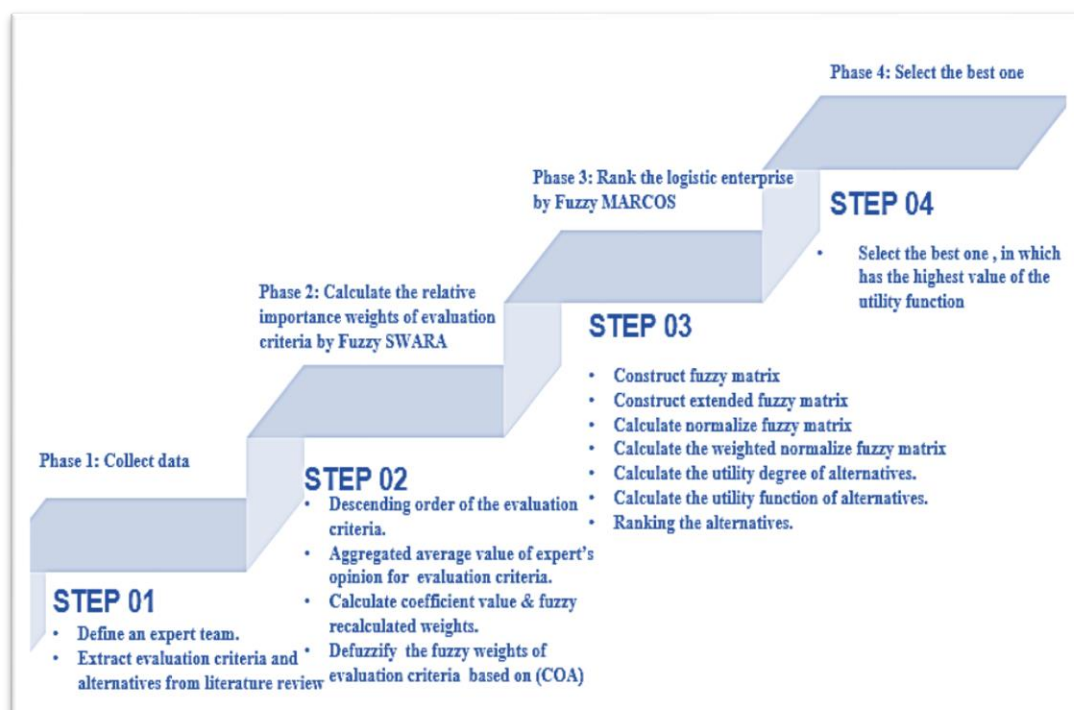 Phase 1: Collect data
STEP 01
• Define an expert team.
• Extract evaluation criteria and
alternatives from literature review
Phase 2: Calculate the relative
importance weights of evaluation
criteria by Fuzzy SWARA
STEP 02
• Descending order of the evaluation
criteria.
• Aggregated average value of expert's
opinion for evaluation criteria.
• Calculate coefficient value & fuzzy
recalculated weights.
• Defuzzify the fuzzy weights of
evaluation criteria based on (COA)
Phase 3: Rank the logistic enterprise
by Fuzzy MARCOS
STEP 03
• Construct fuzzy matrix
• Construct extended fuzzy matrix
• Calculate normalize fuzzy matrix
• Calculate the weighted normalize fuzzy matrix
• Calculate the utility degree of alternatives.
• Calculate the utility function of alternatives.
• Ranking the alternatives.
Phase 4: Select the best one
STEP 04
• Select the best one , in which
has the highest value of the
utility function